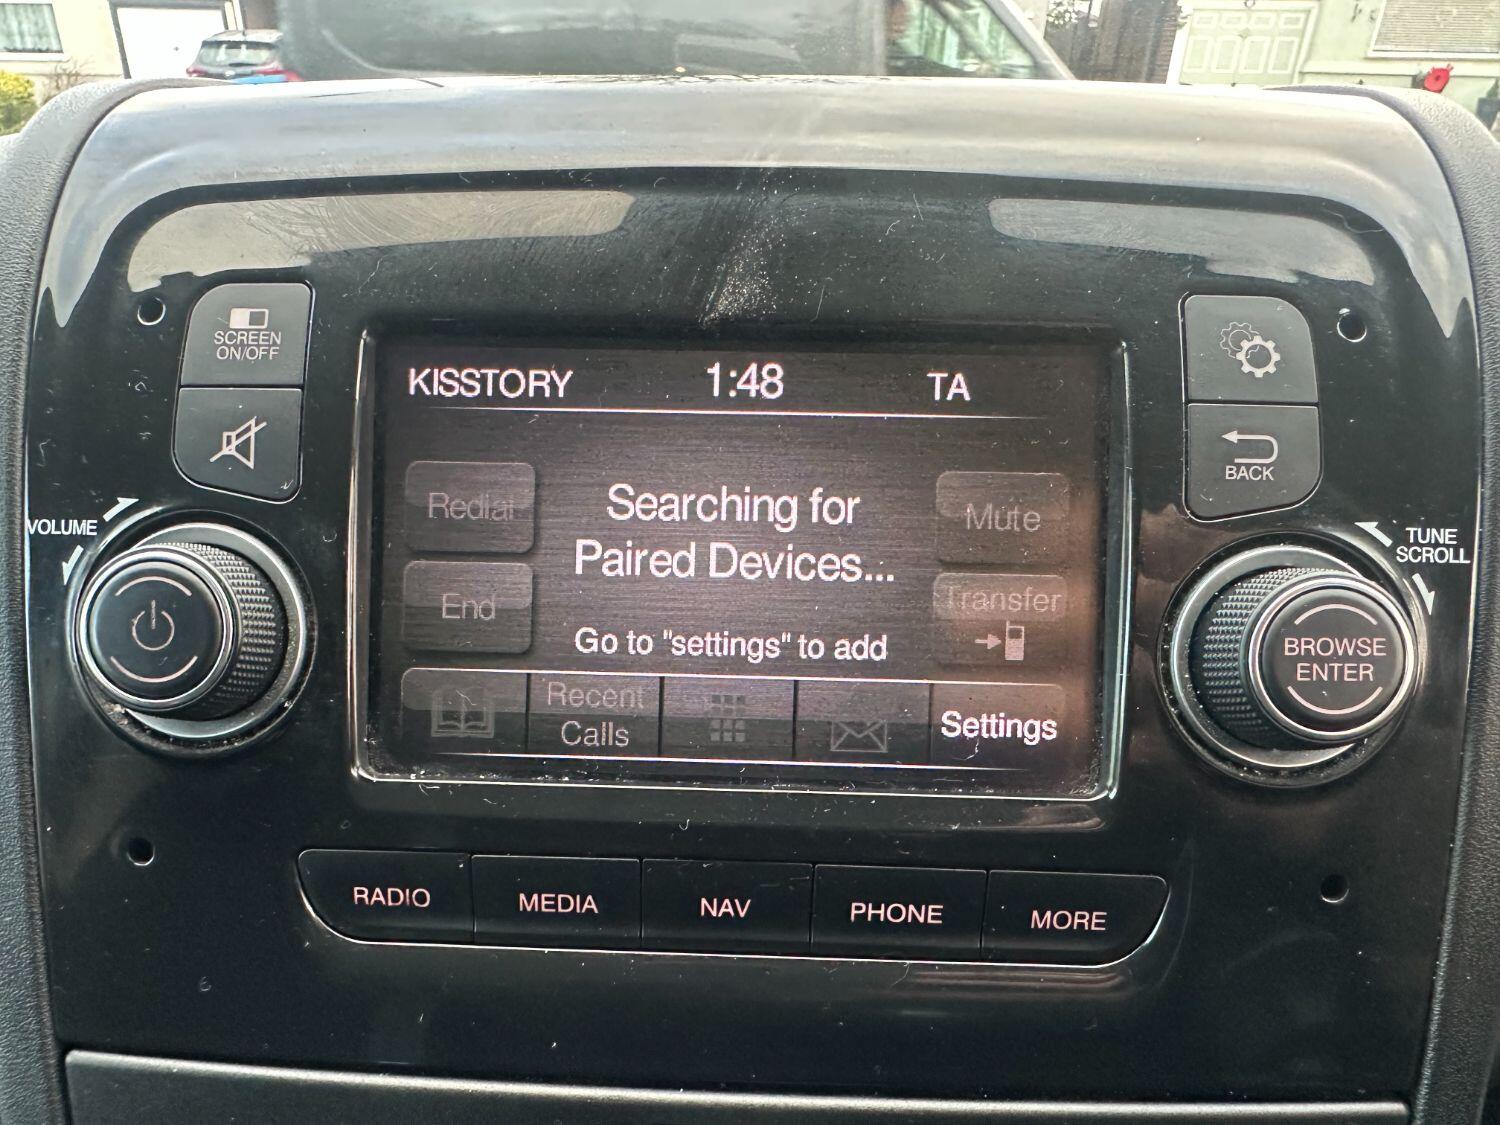 SCREEN
ON/OFF
KISSTORY 1:48 TA
BACK
VOLUME
TUNE
SCROLL
Redial
Searching for
Paired Devices...
Mute
End
Transfer
Go to "settings" to add
BROWSE
ENTER
Recent
Calls
Settings
RADIO MEDIA NAV PHONE MORE